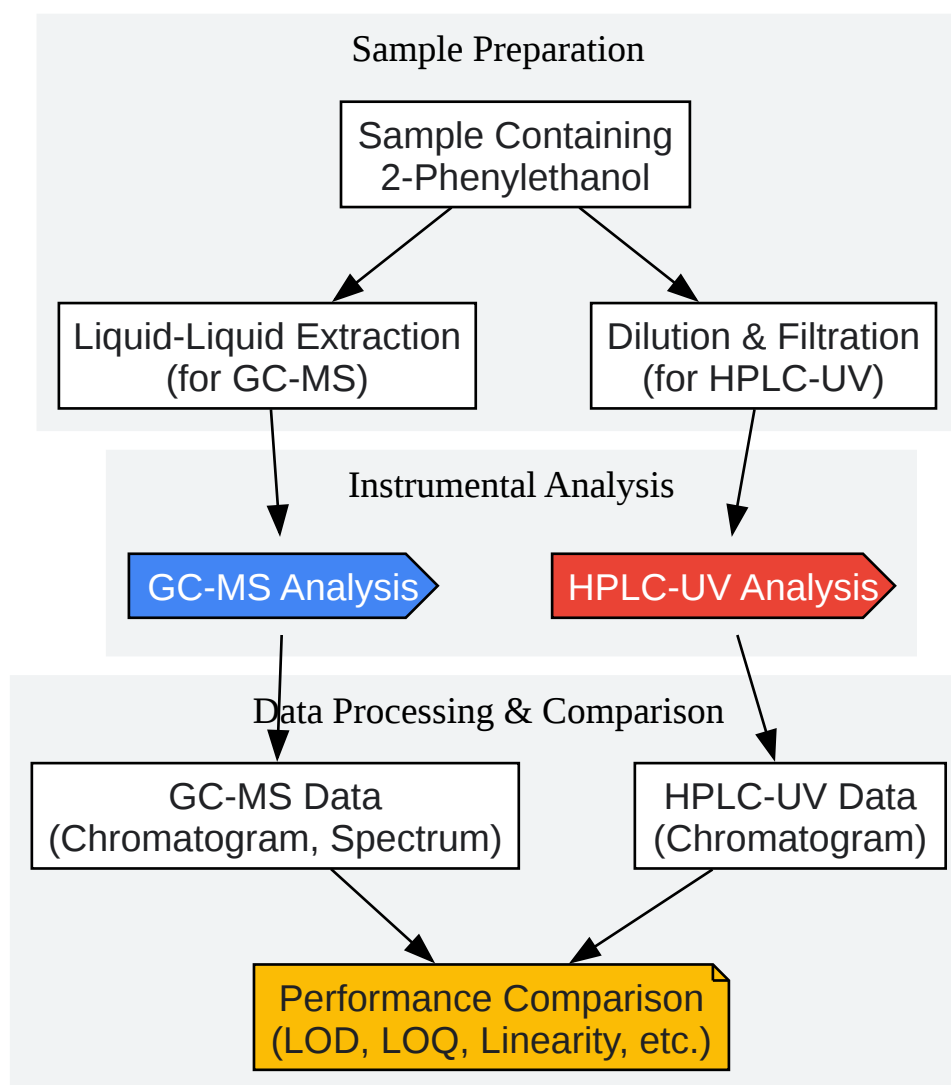 Sample Preparation
Sample Containing
2-Phenylethanol
Liquid-Liquid Extraction
(for GC-MS)
Dilution & Filtration
(for HPLC-UV)
Instrumental Analysis
GC-MS Analysis
HPLC-UV Analysis
Data Processing & Comparison
GC-MS Data
(Chromatogram, Spectrum)
HPLC-UV Data
(Chromatogram)
Performance Comparison
(LOD, LOQ, Linearity, etc.)